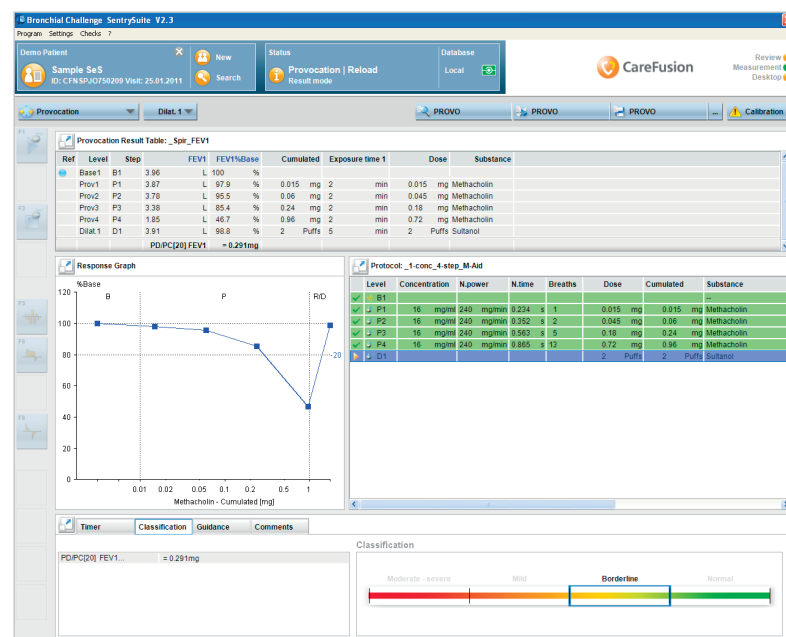 Bronchial Challenge SentrySuite V2.3
Program Settings Checks ?
Demo Patient
Sample SeS
ID: CFNSPJO750209 Visit: 25.01.2011
New
Search
Status
Provocation | Reload
Result mode
Database
Local
CareFusion
Review
Measurement
Desktop
Provocation Dilat. 1 PROVO PROVO PROVO ... Calibration
Provocation Result Table: _Spir_FEV1
Ref Level Step FEV1 FEV1%Base Cumulated Exposure time 1 Dose Substance
Base1 B1 3.96 L 100 %
Prov1 P1 3.87 L 97.9 % 0.015 mg 2 min 0.015 mg Methacholin
Prov2 P2 3.78 L 95.5 % 0.06 mg 2 min 0.045 mg Methacholin
Prov3 P3 3.38 L 85.4 % 0.24 mg 2 min 0.18 mg Methacholin
Prov4 P4 1.85 L 46.7 % 0.96 mg 2 min 0.72 mg Methacholin
Dilat.1 D1 3.91 L 98.8 % 2 Puffs 5 min 2 Puffs Sultanol
PD/PC[20] FEV1 = 0.291mg
Response Graph
%Base
120
B P R/D
100
80
-20
60
40
20
0
0.01 0.02 0.05 0.1 0.2 0.5 1
Methacholin - Cumulated [mg]
Protocol: _1-conc_4-step_M-Aid
Level Concentration N.power N.time Breaths Dose Cumulated Substance
B1 --
P1 16 mg/ml 240 mg/min 0.234 s 1 0.015 mg 0.015 mg Methacholin
P2 16 mg/ml 240 mg/min 0.352 s 2 0.045 mg 0.06 mg Methacholin
P3 16 mg/ml 240 mg/min 0.563 s 5 0.18 mg 0.24 mg Methacholin
P4 16 mg/ml 240 mg/min 0.865 s 13 0.72 mg 0.96 mg Methacholin
D1 2 Puffs 2 Puffs Sultanol
Timer Classification Guidance Comments
PD/PC[20] FEV1... = 0.291mg
Classification
Moderate - severe Mild Borderline Normal